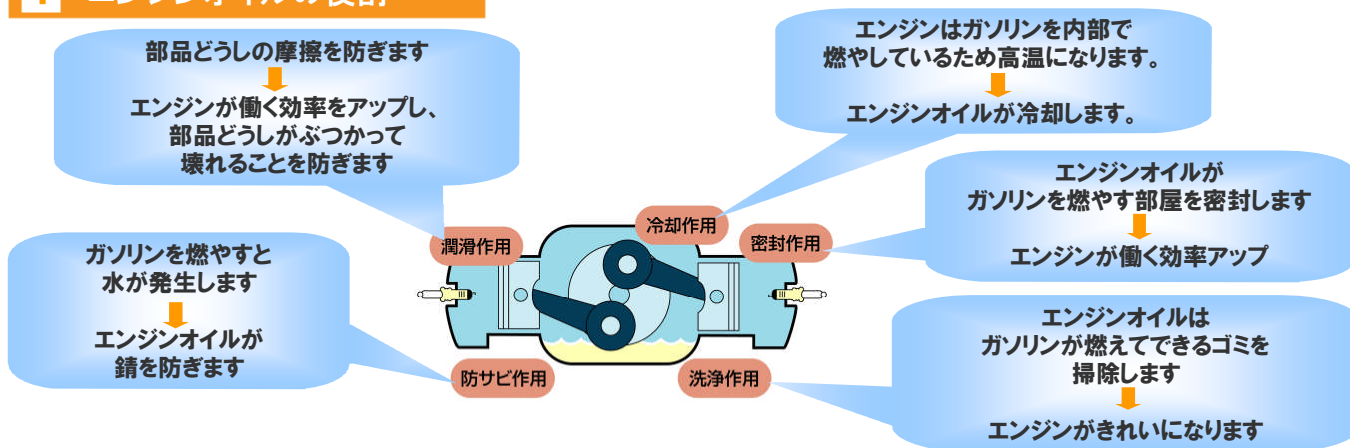 1 エンジンオイルの役割
部品どうしの摩擦を防ぎます
エンジンが働く効率をアップし、
部品どうしがぶつかって
壊れることを防ぎます
エンジンはガソリンを内部で
燃やしているため高温になります。
エンジンオイルが冷却します。
エンジンオイルが
ガソリンを燃やす部屋を密封します
エンジンが働く効率アップ
冷却作用
潤滑作用
密封作用
ガソリンを燃やすと
水が発生します
エンジンオイルが
錆を防ぎます
エンジンオイルは
ガソリンが燃えてできるゴミを
掃除します
エンジンがきれいになります
防サビ作用
洗浄作用